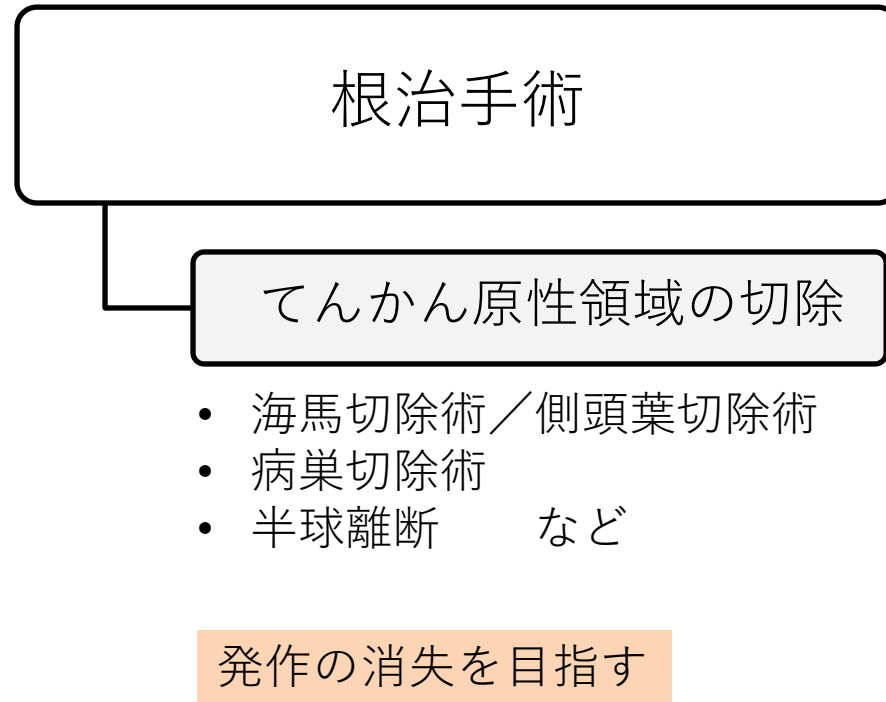 根治手術
てんかん原性領域の切除
• 海馬切除術／側頭葉切除術
• 病巣切除術
• 半球離断　　など
発作の消失を目指す